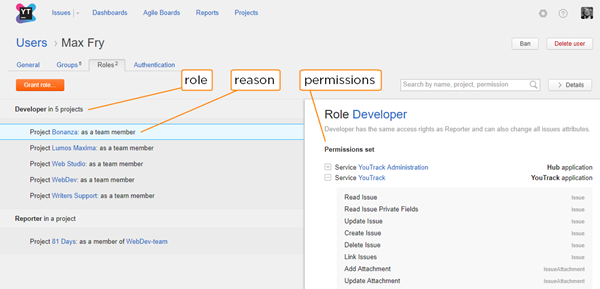 YT
Issues
Dashboards
Agile Boards
Reports
Projects
Users › Max Fry
Ban
Delete user
General
Groups 6
Roles 2
Authentication
role
reason
permissions
Grant role...
Search by name, project, permission
> Details
Developer in 5 projects
Project Bonanza: as a team member
Project Lumos Maxima: as a team member
Project Web Studio: as a team member
Project WebDev: as a team member
Project Writers Support: as a team member
Reporter in a project
Project 81 Days: as a member of WebDev-team
Role Developer
Developer has the same access rights as Reporter and can also change all issues attributes.
Permissions set
Service YouTrack Administration Hub application
Service YouTrack YouTrack application
Read Issue Issue
Read Issue Private Fields Issue
Update Issue Issue
Create Issue Issue
Delete Issue Issue
Link Issues Issue
Add Attachment IssueAttachment
Update Attachment IssueAttachment